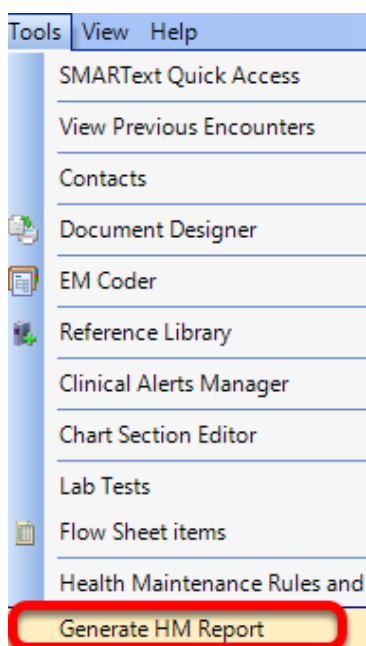 Tools View Help
SMARText Quick Access
View Previous Encounters
Contacts
Document Designer
EM Coder
Reference Library
Clinical Alerts Manager
Chart Section Editor
Lab Tests
Flow Sheet items
Health Maintenance Rules and
Generate HM Report